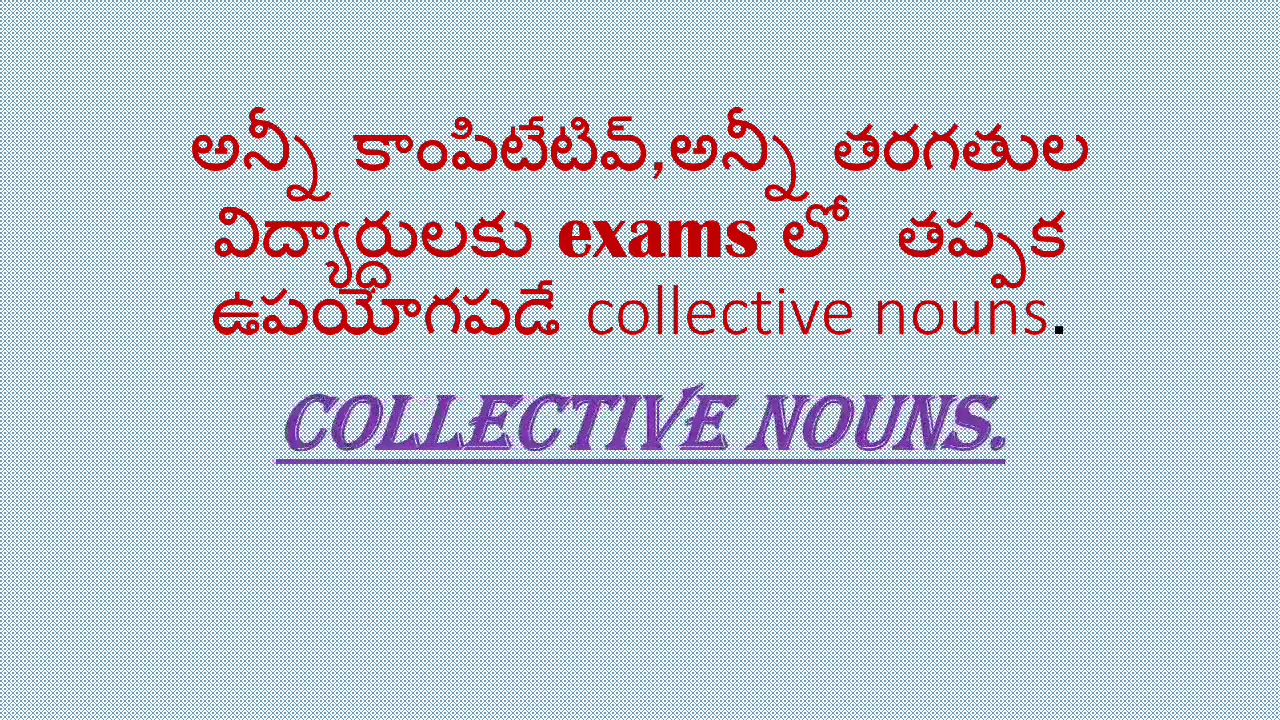 అన్నీ కాంపిటేటివ్,అన్నీ తరగతుల
విద్యార్ధులకు exams లో తప్పక
ఉపయోగపడే collective nouns.
COLLECTIVE NOUNS.